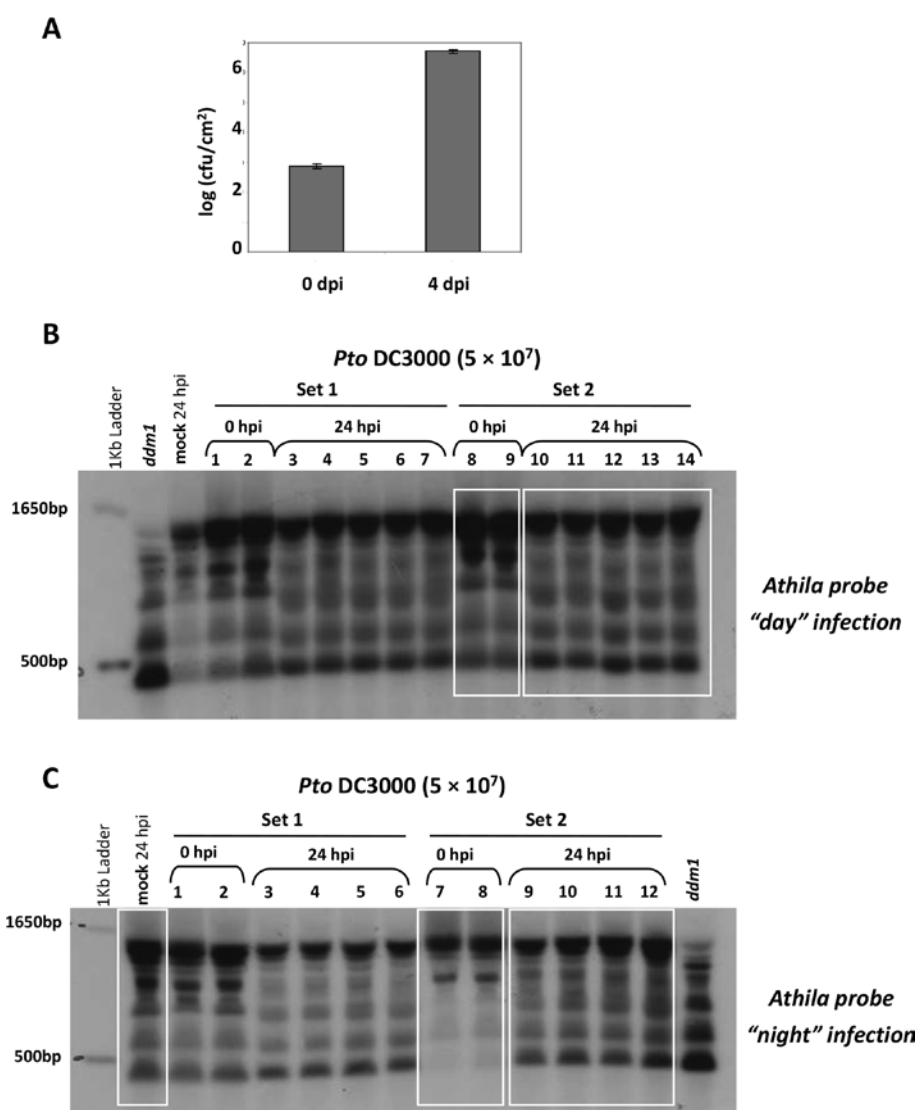 A
log (cfu/cm²)
6
4
2
0
0 dpi 4 dpi
B
Pto DC3000 (5 × 10⁷)
Set 1 Set 2
1Kb Ladder ddm1 mock 24 hpi 0 hpi 24 hpi 0 hpi 24 hpi
1 2 3 4 5 6 7 8 9 10 11 12 13 14
1650bp
500bp
Athila probe
“day” infection
C
Pto DC3000 (5 × 10⁷)
Set 1 Set 2
1Kb Ladder mock 24 hpi 0 hpi 24 hpi 0 hpi 24 hpi ddm1
1 2 3 4 5 6 7 8 9 10 11 12
1650bp
500bp
Athila probe
“night” infection